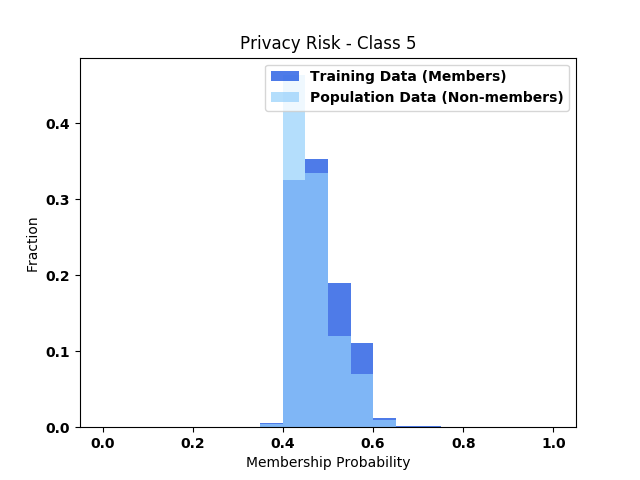 Privacy Risk - Class 5
Training Data (Members)
Population Data (Non-members)
0.4
0.3
0.2
0.1
0.0
Fraction
0.0 0.2 0.4 0.6 0.8 1.0
Membership Probability